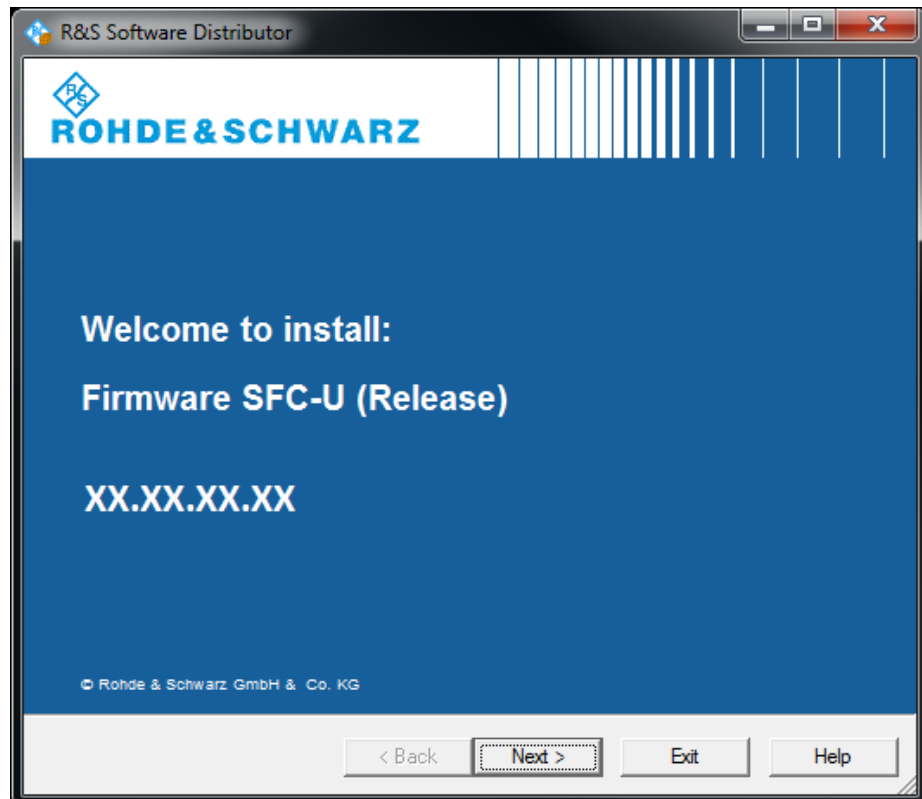 R&S Software Distributor
R&S
ROHDE & SCHWARZ
Welcome to install:
Firmware SFC-U (Release)
XX.XX.XX.XX
© Rohde & Schwarz GmbH & Co. KG
< Back Next > Exit Help